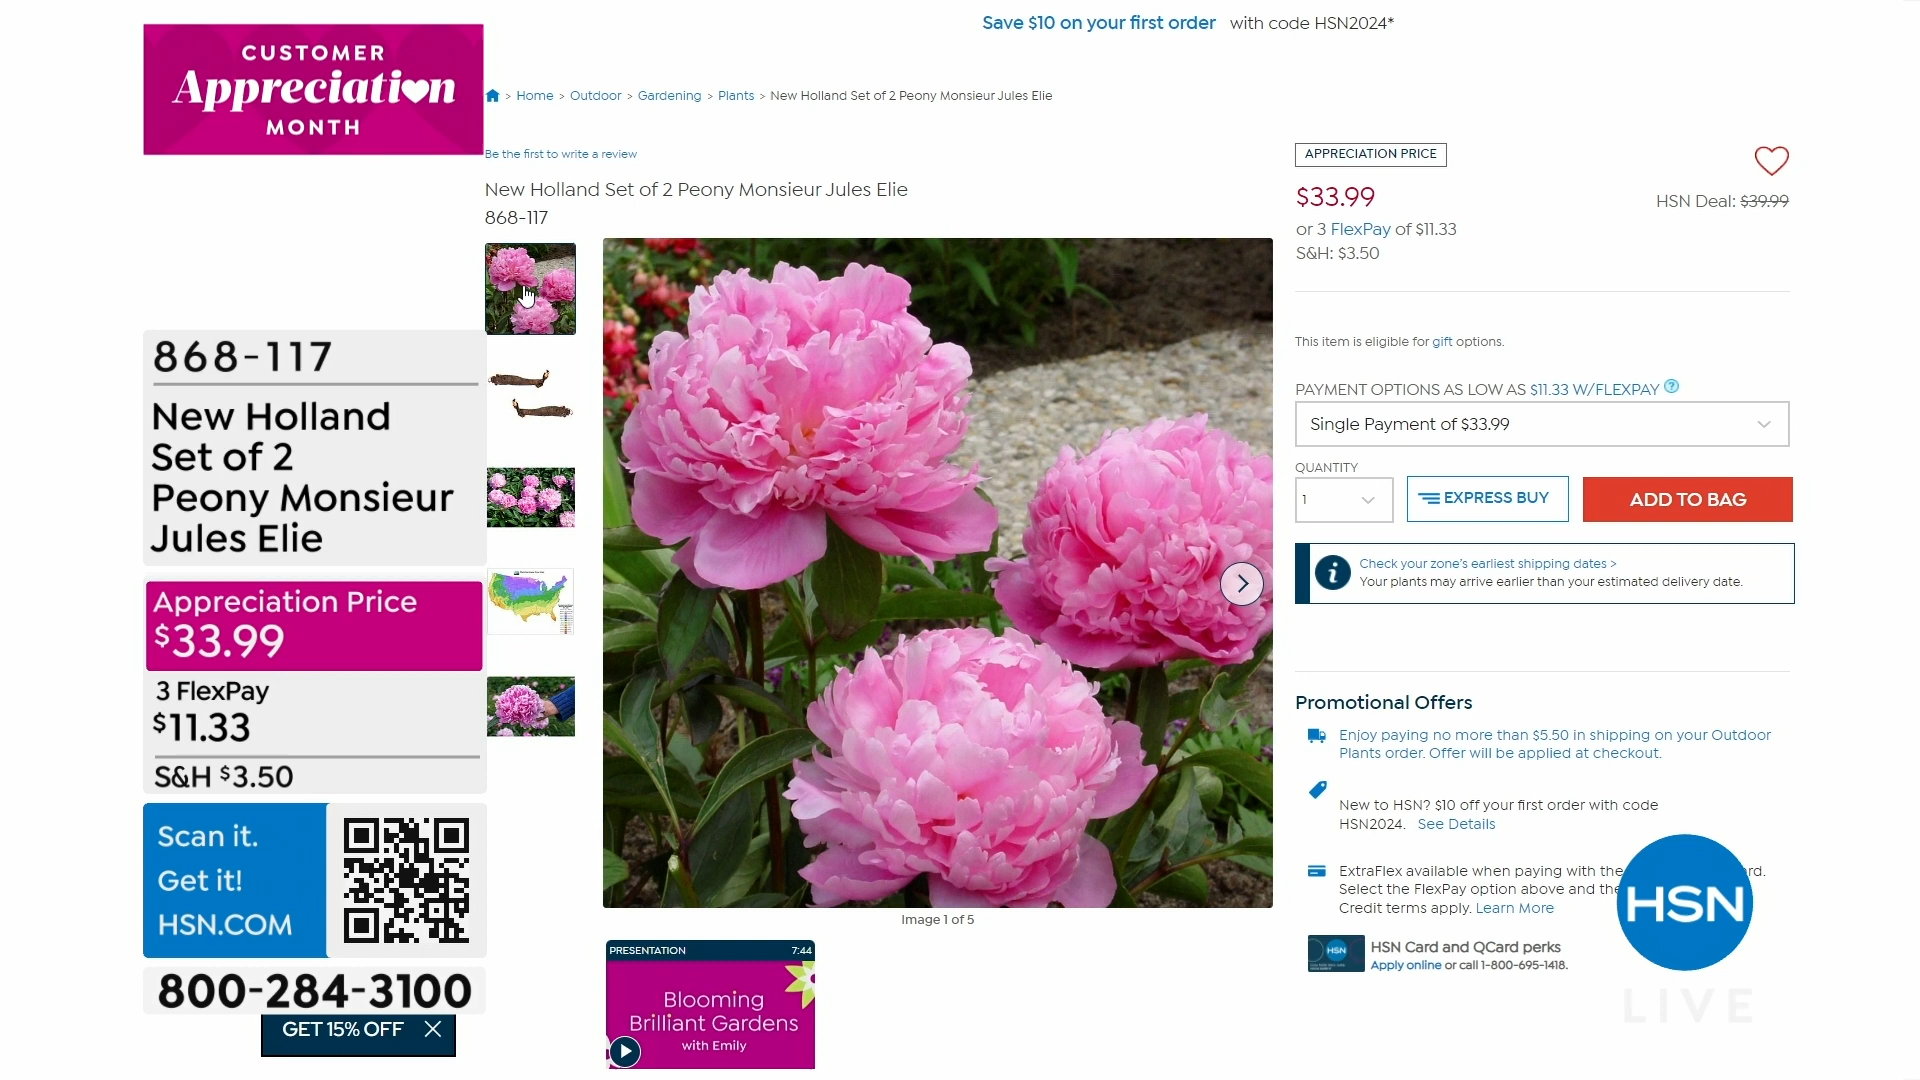 CUSTOMER
Appreciation
MONTH
Save $10 on your first order with code HSN2024*
> Home > Outdoor > Gardening > Plants > New Holland Set of 2 Peony Monsieur Jules Elie
Be the first to write a review
New Holland Set of 2 Peony Monsieur Jules Elie
868-117
868-117
New Holland
Set of 2
Peony Monsieur
Jules Elie
Appreciation Price
$33.99
3 FlexPay
$11.33
S&H $3.50
Scan it.
Get it!
HSN.COM
800-284-3100
GET 15% OFF
Image 1 of 5
PRESENTATION 7:44
Blooming
Brilliant Gardens
with Emily
APPRECIATION PRICE
$33.99
HSN Deal: $39.99
or 3 FlexPay of $11.33
S&H: $3.50
This item is eligible for gift options.
PAYMENT OPTIONS AS LOW AS $11.33 W/FLEXPAY ?
Single Payment of $33.99
QUANTITY
1
EXPRESS BUY
ADD TO BAG
Check your zone's earliest shipping dates >
Your plants may arrive earlier than your estimated delivery date.
Promotional Offers
Enjoy paying no more than $5.50 in shipping on your Outdoor
Plants order. Offer will be applied at checkout.
New to HSN? $10 off your first order with code
HSN2024. See Details
ExtraFlex available when paying with the
Select the FlexPay option above and the
Credit terms apply. Learn More
HSN
HSN Card and QCard perks
Apply online or call 1-800-695-1418.
HSN
LIVE